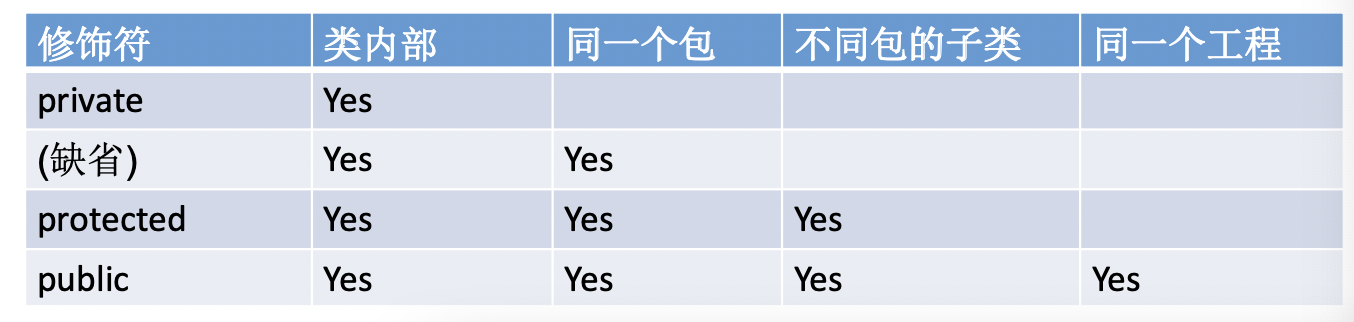 修饰符 类内部 同一个包 不同包的子类 同一个工程
private Yes
(缺省) Yes Yes
protected Yes Yes Yes
public Yes Yes Yes Yes